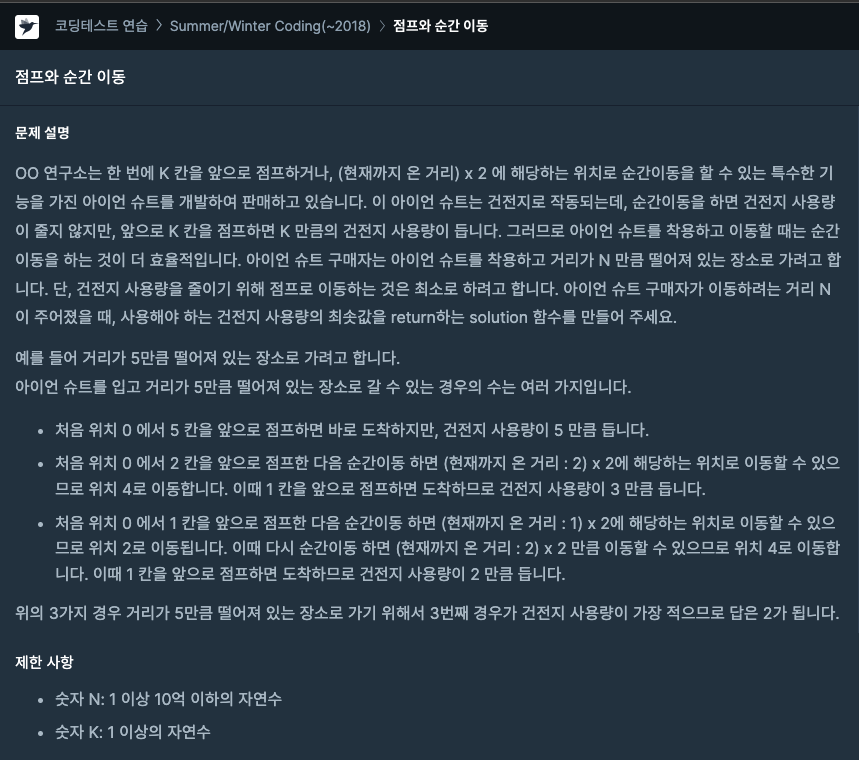 코딩테스트 연습 > Summer/Winter Coding(~2018) > 점프와 순간 이동
점프와 순간 이동
문제 설명
OO 연구소는 한 번에 K 칸을 앞으로 점프하거나, (현재까지 온 거리) x 2 에 해당하는 위치로 순간이동을 할 수 있는 특수한 기
능을 가진 아이언 슈트를 개발하여 판매하고 있습니다. 이 아이언 슈트는 건전지로 작동되는데, 순간이동을 하면 건전지 사용량
이 줄지 않지만, 앞으로 K 칸을 점프하면 K 만큼의 건전지 사용량이 듭니다. 그러므로 아이언 슈트를 착용하고 이동할 때는 순간
이동을 하는 것이 더 효율적입니다. 아이언 슈트 구매자는 아이언 슈트를 착용하고 거리가 N 만큼 떨어져 있는 장소로 가려고 합
니다. 단, 건전지 사용량을 줄이기 위해 점프로 이동하는 것은 최소로 하려고 합니다. 아이언 슈트 구매자가 이동하려는 거리 N
이 주어졌을 때, 사용해야 하는 건전지 사용량의 최솟값을 return하는 solution 함수를 만들어 주세요.
예를 들어 거리가 5만큼 떨어져 있는 장소로 가려고 합니다.
아이언 슈트를 입고 거리가 5만큼 떨어져 있는 장소로 갈 수 있는 경우의 수는 여러 가지입니다.
• 처음 위치 0 에서 5 칸을 앞으로 점프하면 바로 도착하지만, 건전지 사용량이 5 만큼 듭니다.
• 처음 위치 0 에서 2 칸을 앞으로 점프한 다음 순간이동 하면 (현재까지 온 거리 : 2) x 2에 해당하는 위치로 이동할 수 있으
므로 위치 4로 이동합니다. 이때 1 칸을 앞으로 점프하면 도착하므로 건전지 사용량이 3 만큼 듭니다.
• 처음 위치 0 에서 1 칸을 앞으로 점프한 다음 순간이동 하면 (현재까지 온 거리 : 1) x 2에 해당하는 위치로 이동할 수 있으
므로 위치 2로 이동됩니다. 이때 다시 순간이동 하면 (현재까지 온 거리 : 2) x 2 만큼 이동할 수 있으므로 위치 4로 이동합
니다. 이때 1 칸을 앞으로 점프하면 도착하므로 건전지 사용량이 2 만큼 듭니다.
위의 3가지 경우 거리가 5만큼 떨어져 있는 장소로 가기 위해서 3번째 경우가 건전지 사용량이 가장 적으므로 답은 2가 됩니다.
제한 사항
• 숫자 N: 1 이상 10억 이하의 자연수
• 숫자 K: 1 이상의 자연수